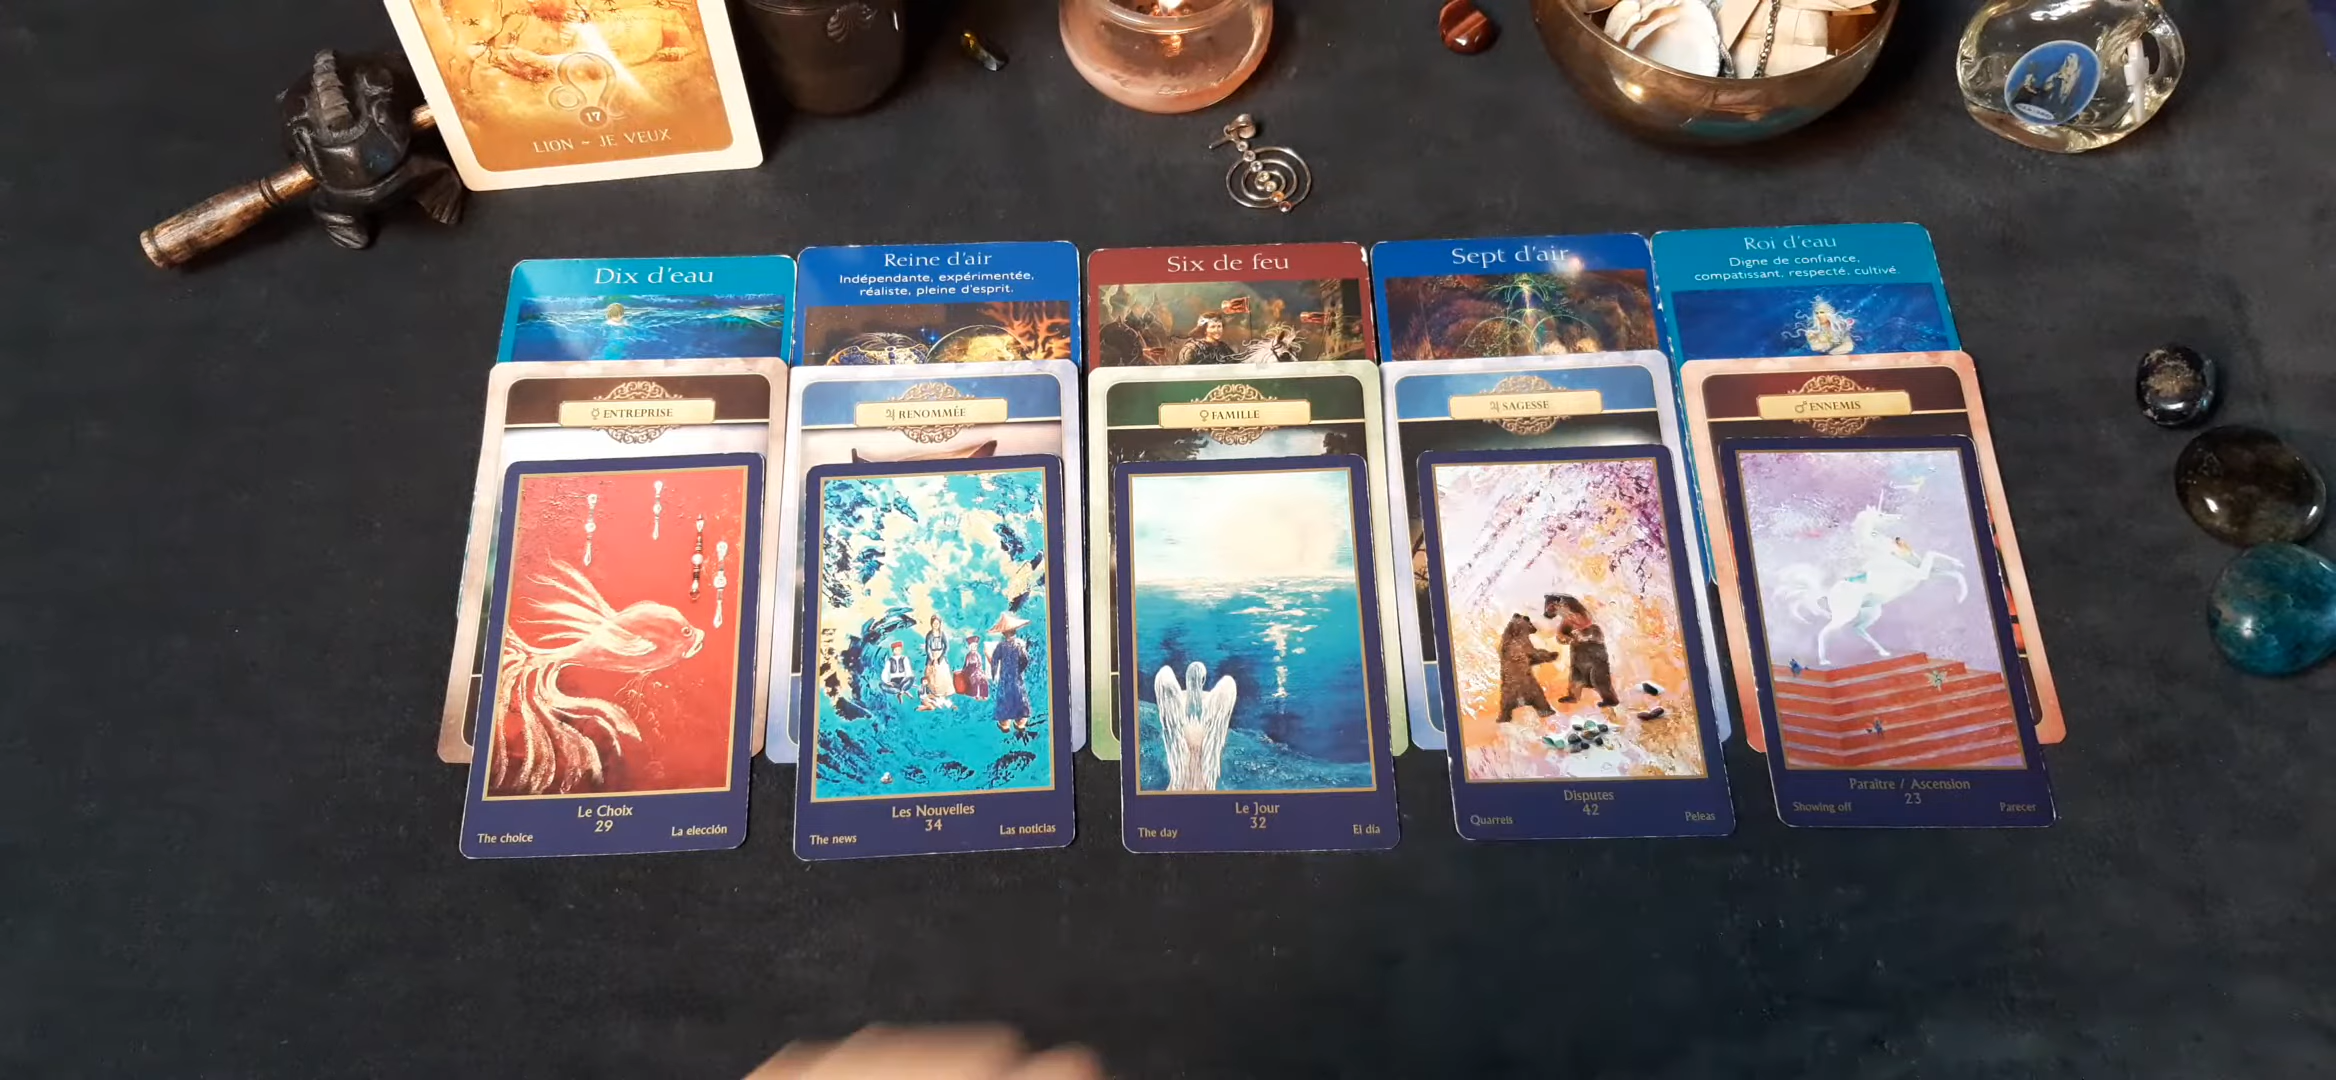 17
LION ~ JE VEUX
Dix d'eau
Reine d'air
Indépendante, expérimentée,
réaliste, pleine d'esprit.
Six de feu
Sept d'air
Roi d'eau
Digne de confiance,
compatissant, respecté, cultivé.
☿ ENTREPRISE
♃ RENOMMÉE
♀ FAMILLE
♃ SAGESSE
♂ ENNEMIS
Le Choix
29
The choice
La elección
Les Nouvelles
34
The news
Las noticias
Le Jour
32
The day
El día
Disputes
42
Quarrels
Peleas
Paraître / Ascension
23
Showing off
Parecer